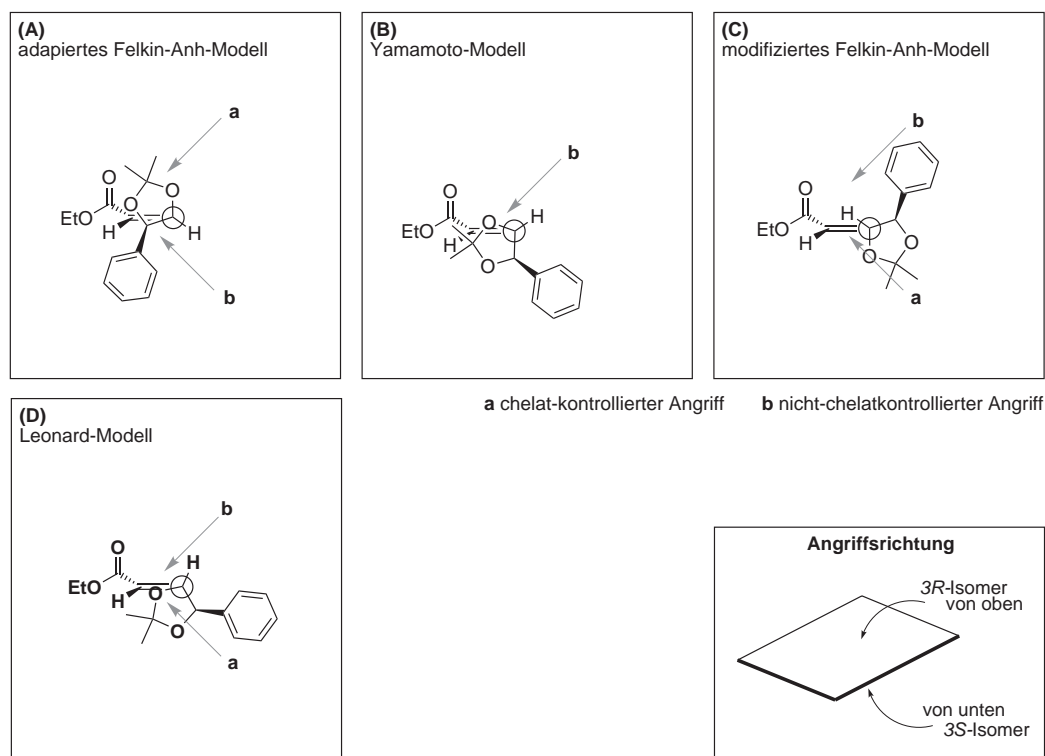 (A)
adapiertes Felkin-Anh-Modell
a
O
O
O
EtO
H
H
b
(B)
Yamamoto-Modell
b
O
H
O
EtO
H
O
(C)
modifiziertes Felkin-Anh-Modell
b
O
H
EtO
H
O
O
a
a chelat-kontrollierter Angriff
b nicht-chelatkontrollierter Angriff
(D)
Leonard-Modell
b
O
H
EtO
H
O
O
a
Angriffsrichtung
3R-Isomer
von oben
von unten
3S-Isomer